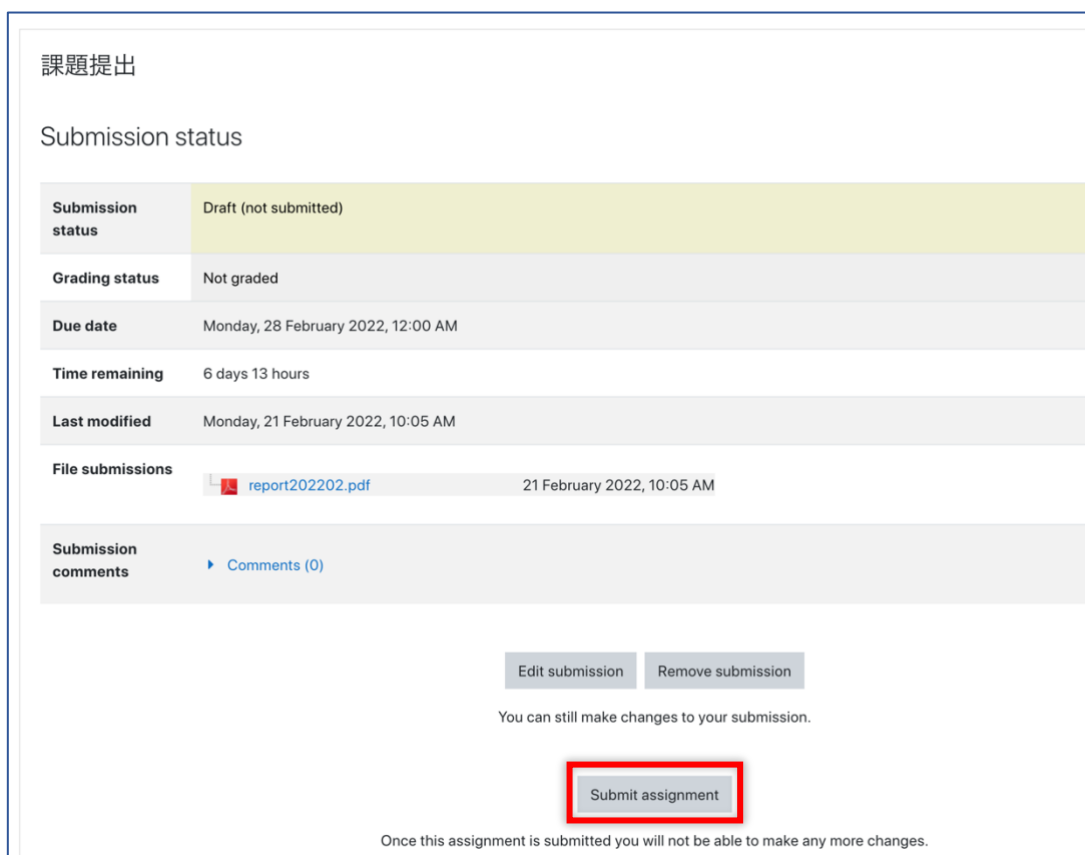 課題提出
Submission status
Submission status Draft (not submitted)
Grading status Not graded
Due date Monday, 28 February 2022, 12:00 AM
Time remaining 6 days 13 hours
Last modified Monday, 21 February 2022, 10:05 AM
File submissions
report202202.pdf 21 February 2022, 10:05 AM
Submission comments Comments (0)
Edit submission Remove submission
You can still make changes to your submission.
Submit assignment
Once this assignment is submitted you will not be able to make any more changes.